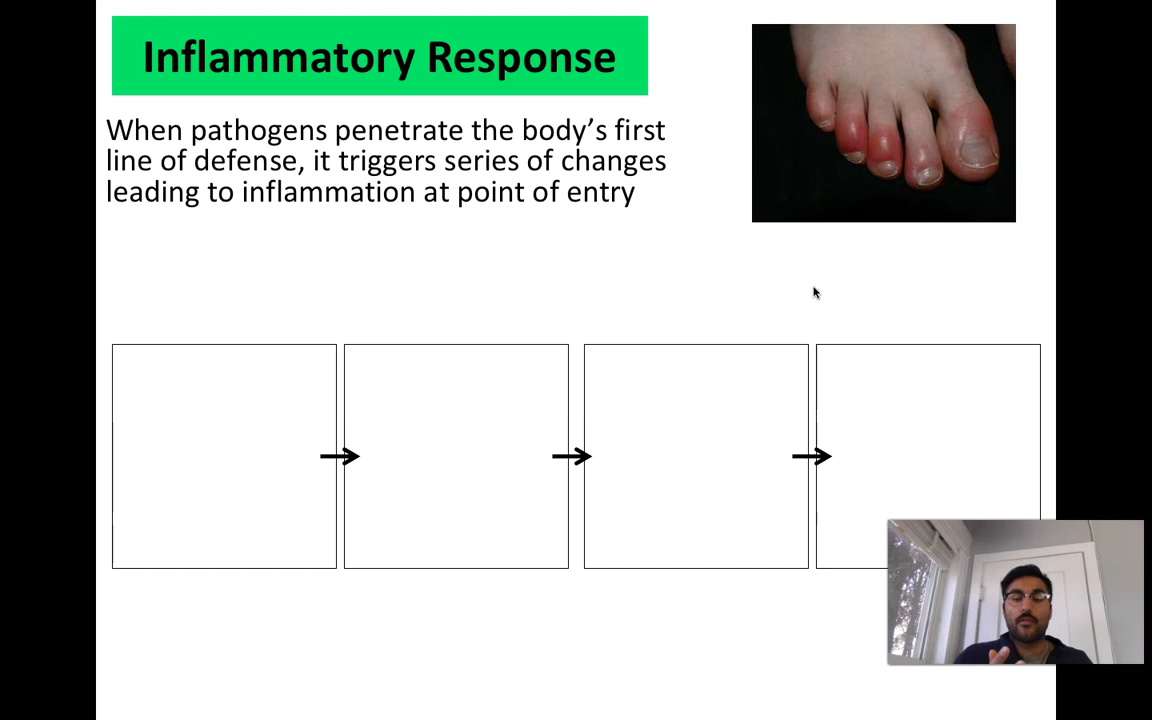 Inflammatory Response
When pathogens penetrate the body’s first
line of defense, it triggers series of changes
leading to inflammation at point of entry